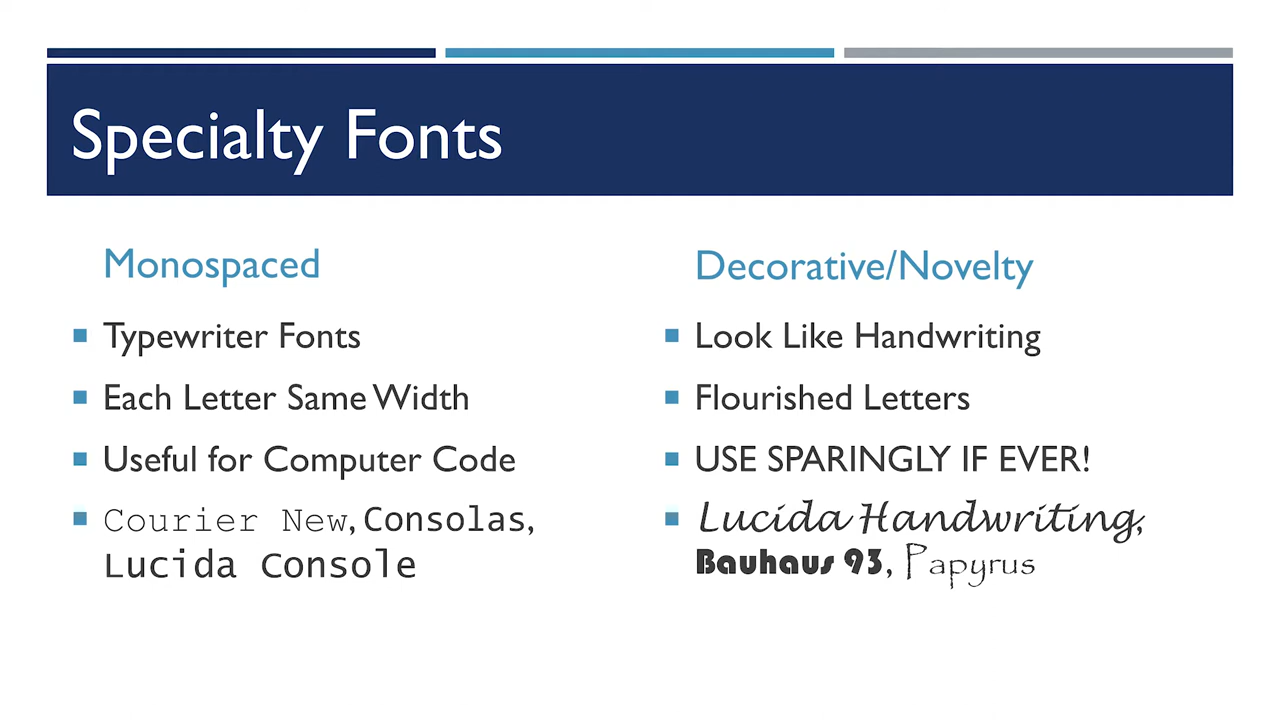 Specialty Fonts
Monospaced
Typewriter Fonts
Each Letter Same Width
Useful for Computer Code
Courier New, Consolas,
Lucida Console
Decorative/Novelty
Look Like Handwriting
Flourished Letters
USE SPARINGLY IF EVER!
Lucida Handwriting,
Bauhaus 93, Papyrus